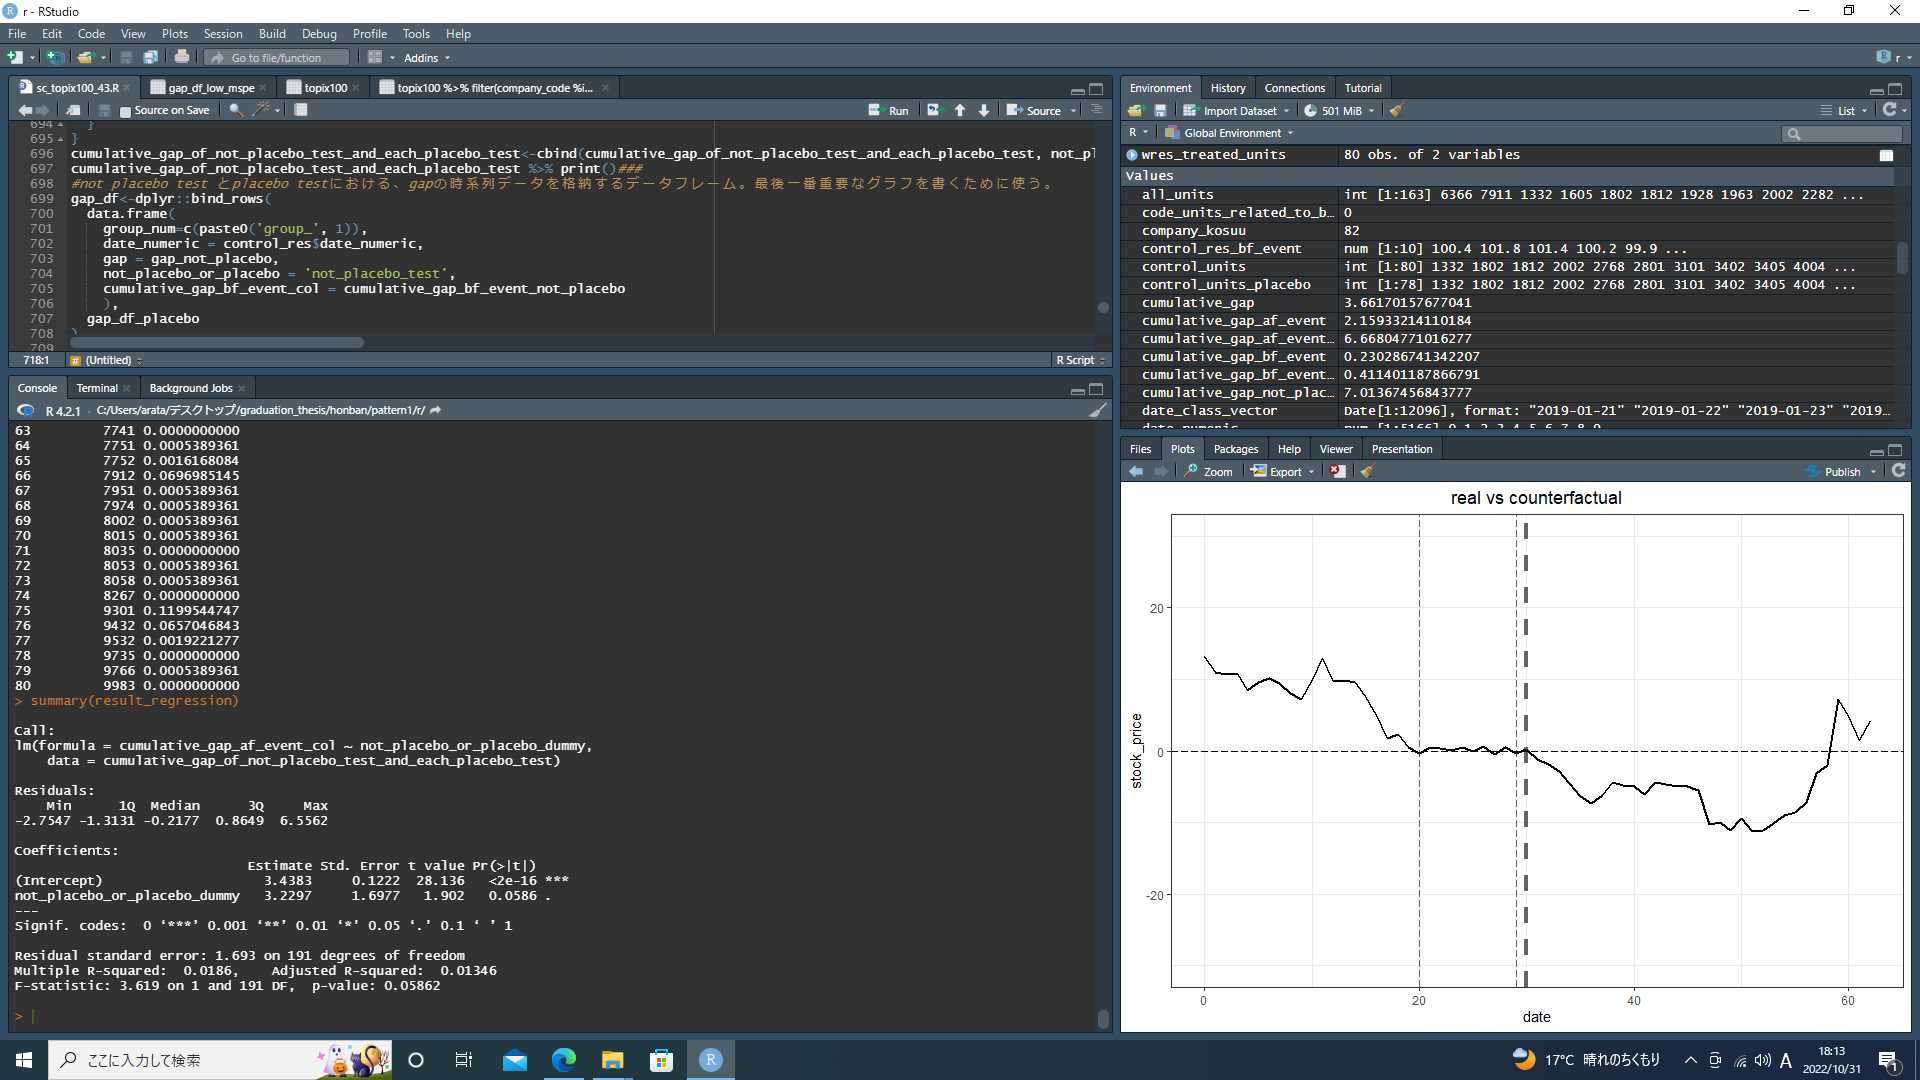 r - RStudio
File Edit Code View Plots Session Build Debug Profile Tools Help
Go to file/function Addins r
sc_topix100_43.R gap_df_low_mspe topix100 topix100 %>% filter(company_code %i...
Source on Save Run Source
694 }
695 }
696 cumulative_gap_of_not_placebo_test_and_each_placebo_test<-cbind(cumulative_gap_of_not_placebo_test_and_each_placebo_test, not_pl
697 cumulative_gap_of_not_placebo_test_and_each_placebo_test %>% print()###
698 #not placebo test とplacebo testにおける、gapの時系列データを格納するデータフレーム。最後一番重要なグラフを書くために使う。
699 gap_df<-dplyr::bind_rows(
700 data.frame(
701 group_num=c(paste0('group_', 1)),
702 date_numeric = control_res$date_numeric,
703 gap = gap_not_placebo,
704 not_placebo_or_placebo = 'not_placebo_test',
705 cumulative_gap_bf_event_col = cumulative_gap_bf_event_not_placebo
706 ),
707 gap_df_placebo
708 )
709
718:1 # (Untitled) R Script
Console Terminal Background Jobs
R 4.2.1 · C:/Users/arata/デスクトップ/graduation_thesis/honban/pattern1/r/
63 7741 0.0000000000
64 7751 0.0005389361
65 7752 0.0016168084
66 7912 0.0696985145
67 7951 0.0005389361
68 7974 0.0005389361
69 8002 0.0005389361
70 8015 0.0005389361
71 8035 0.0000000000
72 8053 0.0005389361
73 8058 0.0005389361
74 8267 0.0000000000
75 9301 0.1199544747
76 9432 0.0657046843
77 9532 0.0019221277
78 9735 0.0000000000
79 9766 0.0005389361
80 9983 0.0000000000
> summary(result_regression)
Call:
lm(formula = cumulative_gap_af_event_col ~ not_placebo_or_placebo_dummy,
data = cumulative_gap_of_not_placebo_test_and_each_placebo_test)
Residuals:
Min 1Q Median 3Q Max
-2.7547 -1.3131 -0.2177 0.8649 6.5562
Coefficients:
Estimate Std. Error t value Pr(>|t|)
(Intercept) 3.4383 0.1222 28.136 <2e-16 ***
not_placebo_or_placebo_dummy 3.2297 1.6977 1.902 0.0586 .
---
Signif. codes: 0 ‘***’ 0.001 ‘**’ 0.01 ‘*’ 0.05 ‘.’ 0.1 ‘ ’ 1
Residual standard error: 1.693 on 191 degrees of freedom
Multiple R-squared: 0.0186, Adjusted R-squared: 0.01346
F-statistic: 3.619 on 1 and 191 DF, p-value: 0.05862
>
Environment History Connections Tutorial
Import Dataset 501 MiB List
R Global Environment
wres_treated_units 80 obs. of 2 variables
Values
all_units int [1:163] 6366 7911 1332 1605 1802 1812 1928 1963 2002 2282 ...
code_units_related_to_b... 0
company_kosuu 82
control_res_bf_event num [1:10] 100.4 101.8 101.4 100.2 99.9 ...
control_units int [1:80] 1332 1802 1812 2002 2768 2801 3101 3402 3405 4004 ...
control_units_placebo int [1:78] 1332 1802 1812 2002 2768 2801 3101 3402 3405 4004 ...
cumulative_gap 3.66170157677041
cumulative_gap_af_event 2.15933214110184
cumulative_gap_af_event... 6.66804771016277
cumulative_gap_bf_event 0.230286741342207
cumulative_gap_bf_event... 0.411401187866791
cumulative_gap_not_plac... 7.01367456843777
date_class_vector Date[1:12096], format: "2019-01-21" "2019-01-22" "2019-01-23" "2019...
date_numeric num [1:5166] 0 1 2 3 4 5 6 7 8 9
Files Plots Packages Help Viewer Presentation
Zoom Export Publish
real vs counterfactual
stock_price
20
0
-20
0 20 40 60
date
ここに入力して検索
17°C 晴れのちくもり A 18:13
2022/10/31 1